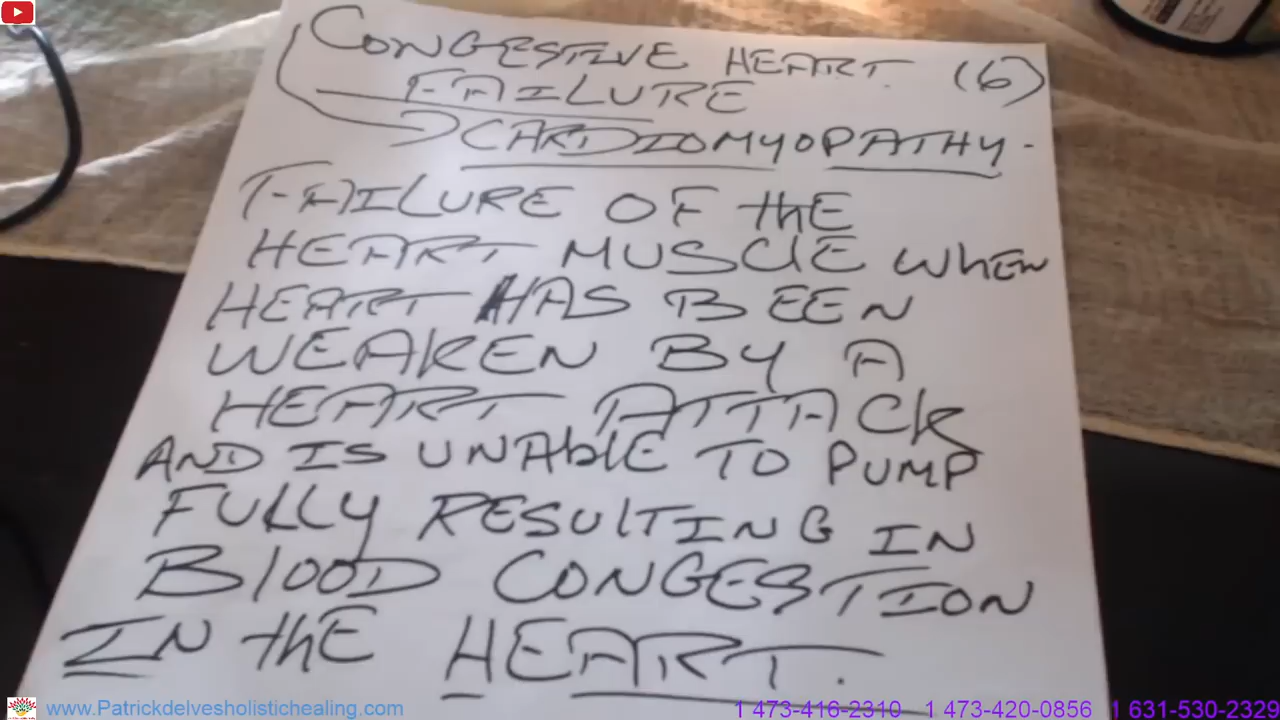 CONGESTIVE HEART. (6)
FAILURE
CARDIOMYOPATHY.
FAILURE OF thE
HEART MUSCLE WhEN
HEART HAS BEEN
WEAKEN BY A
HEART ATTACK
AND IS UNAblE TO PUMP
FULLY RESULTING IN
BlOOD CONGESTION
IN thE HEART.
www.Patrickdelvesholistichealing.com 1 473-416-2310 1 473-420-0856 1 631-530-2329